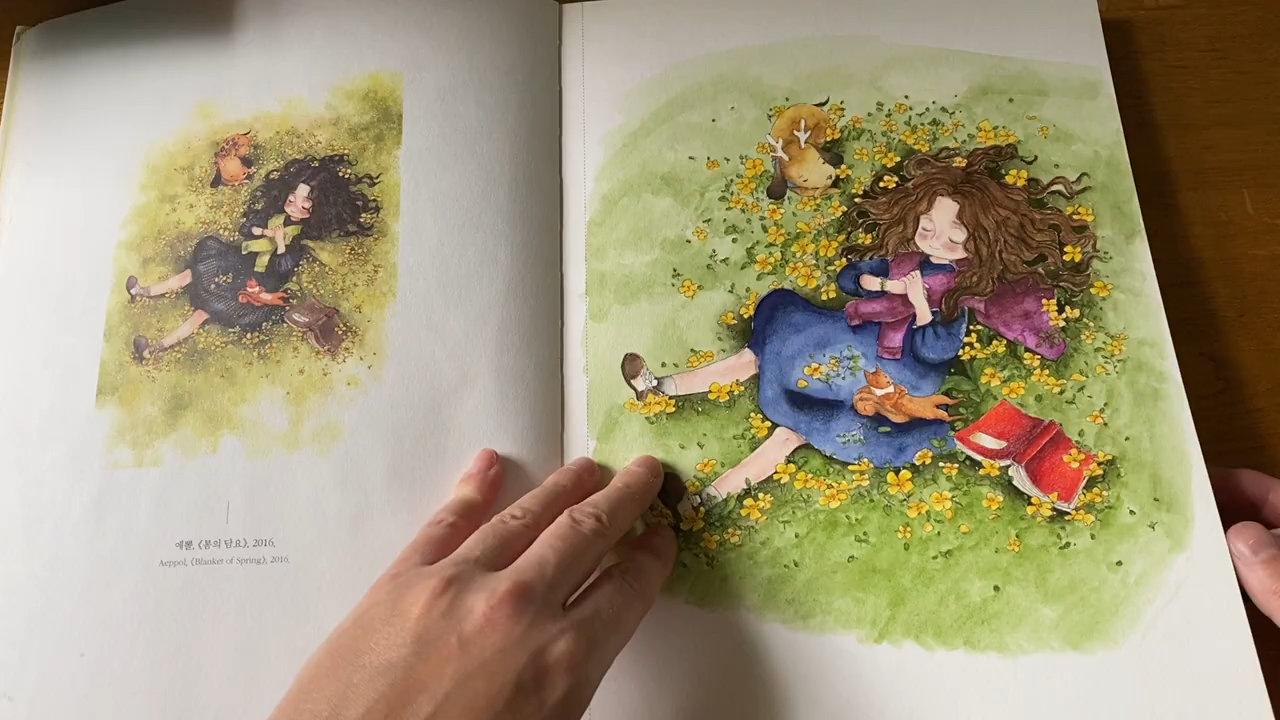 애뽈, 《봄의 담요》, 2016.
Aeppol, 《Blanket of Spring》, 2016.